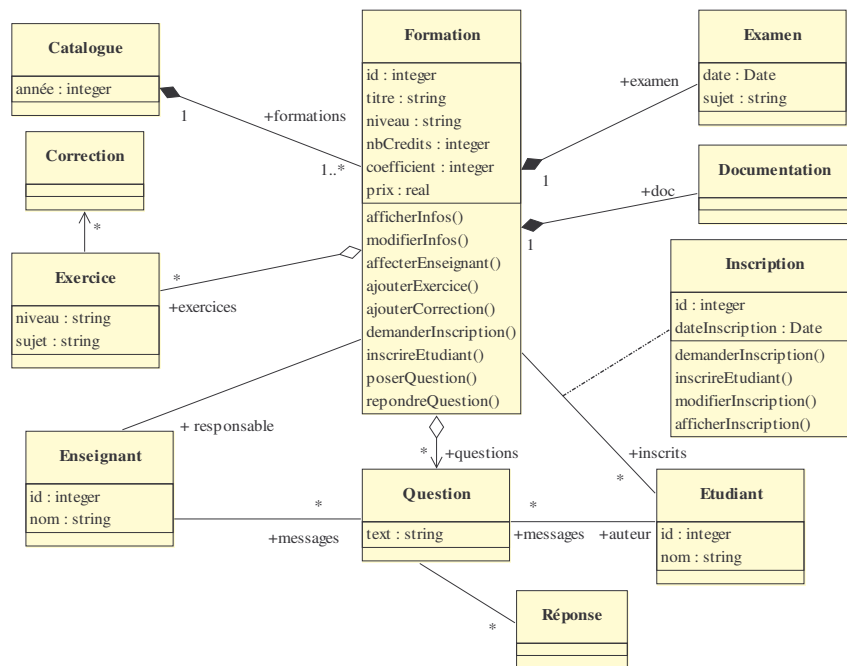 Catalogue
année : integer
1
+formations
1..*
Formation
id : integer
titre : string
niveau : string
nbCredits : integer
coefficient : integer
prix : real
afficherInfos()
modifierInfos()
affecterEnseignant()
ajouterExercice()
ajouterCorrection()
demanderInscription()
inscrireEtudiant()
poserQuestion()
repondreQuestion()
Examen
date : Date
sujet : string
+examen
1
Documentation
+doc
1
Correction
*
Exercice
niveau : string
sujet : string
*
+exercices
Inscription
id : integer
dateInscription : Date
demanderInscription()
inscrireEtudiant()
modifierInscription()
afficherInscription()
+ responsable
Enseignant
id : integer
nom : string
*
+messages
*
+questions
Question
text : string
*
+messages
+auteur
+inscrits
*
Etudiant
id : integer
nom : string
*
Réponse